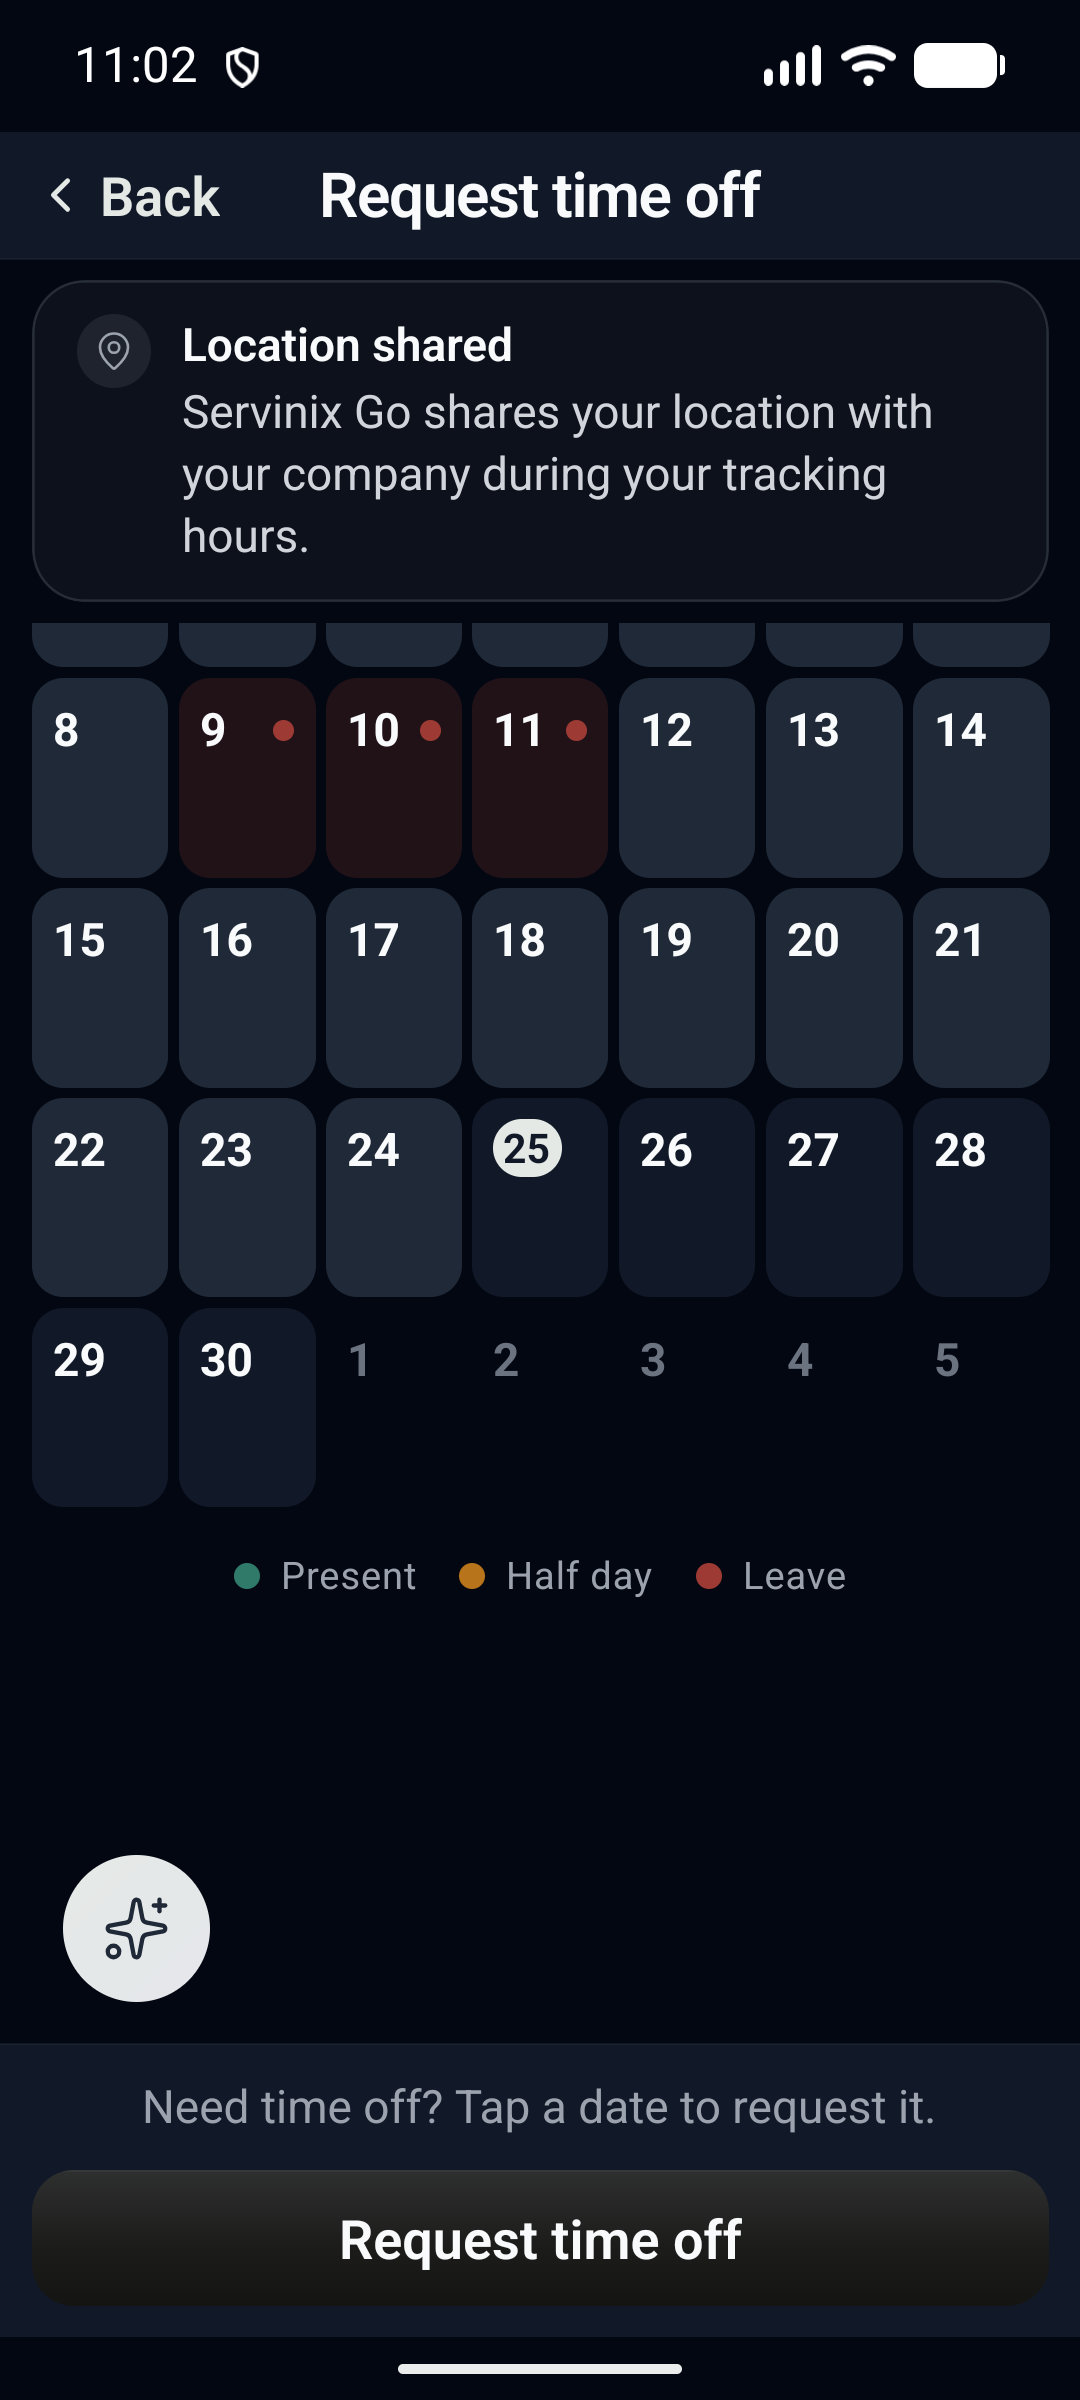 11:02
Back
Request time off
Location shared
Servinix Go shares your location with
your company during your tracking
hours.
8 9 10 11 12 13 14
15 16 17 18 19 20 21
22 23 24 25 26 27 28
29 30 1 2 3 4 5
Present Half day Leave
Need time off? Tap a date to request it.
Request time off